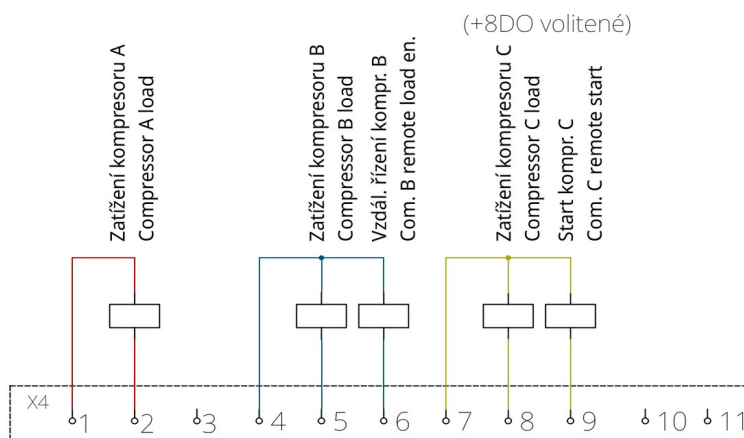 (+8DO volitené)
Zatížení kompresoru A
Compressor A load
Zatížení kompresoru B
Compressor B load
Vzdál. řízení kompr. B
Com. B remote load en.
Zatížení kompresoru C
Compressor C load
Start kompr. C
Com. C remote start
X4
1 2 3 4 5 6 7 8 9 10 11